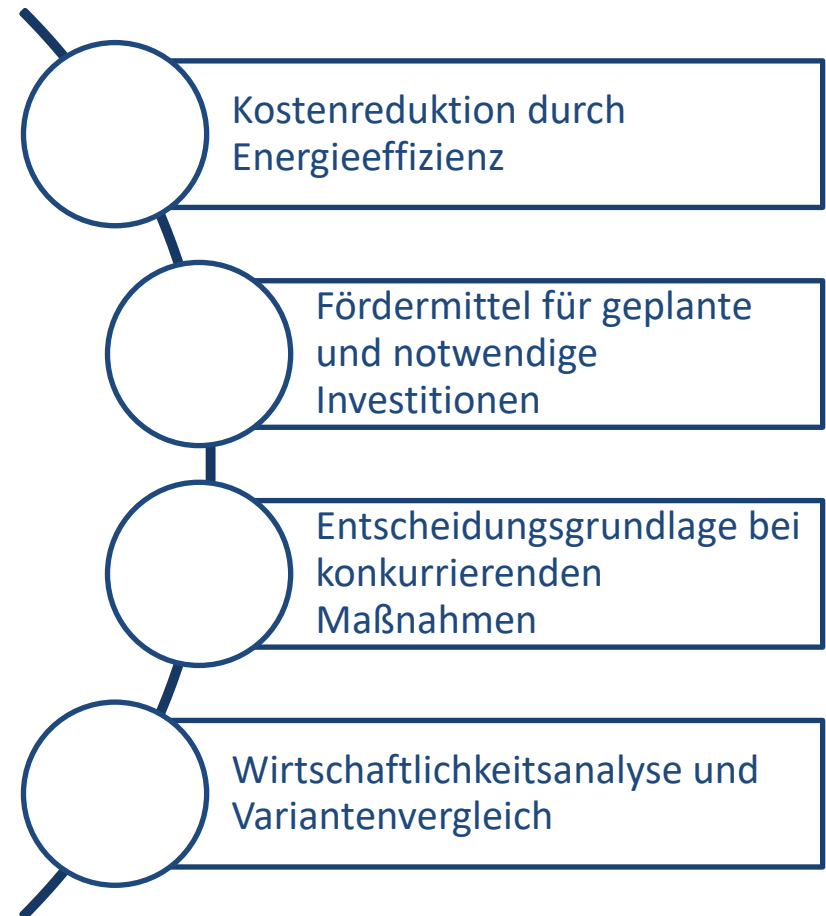 Kostenreduktion durch
Energieeffizienz
Fördermittel für geplante
und notwendige
Investitionen
Entscheidungsgrundlage bei
konkurrierenden
Maßnahmen
Wirtschaftlichkeitsanalyse und
Variantenvergleich